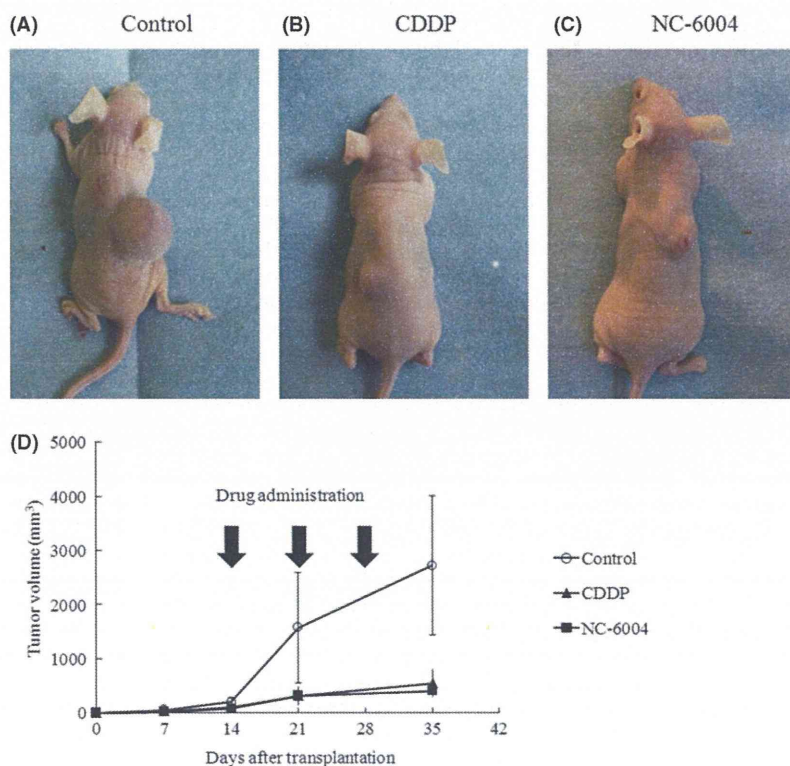 (A) Control
(B) CDDP
(C) NC-6004
(D)
Tumor volume (mm³)
5000
4000
3000
2000
1000
0
Drug administration
0 7 14 21 28 35 42
Days after transplantation
Control
CDDP
NC-6004